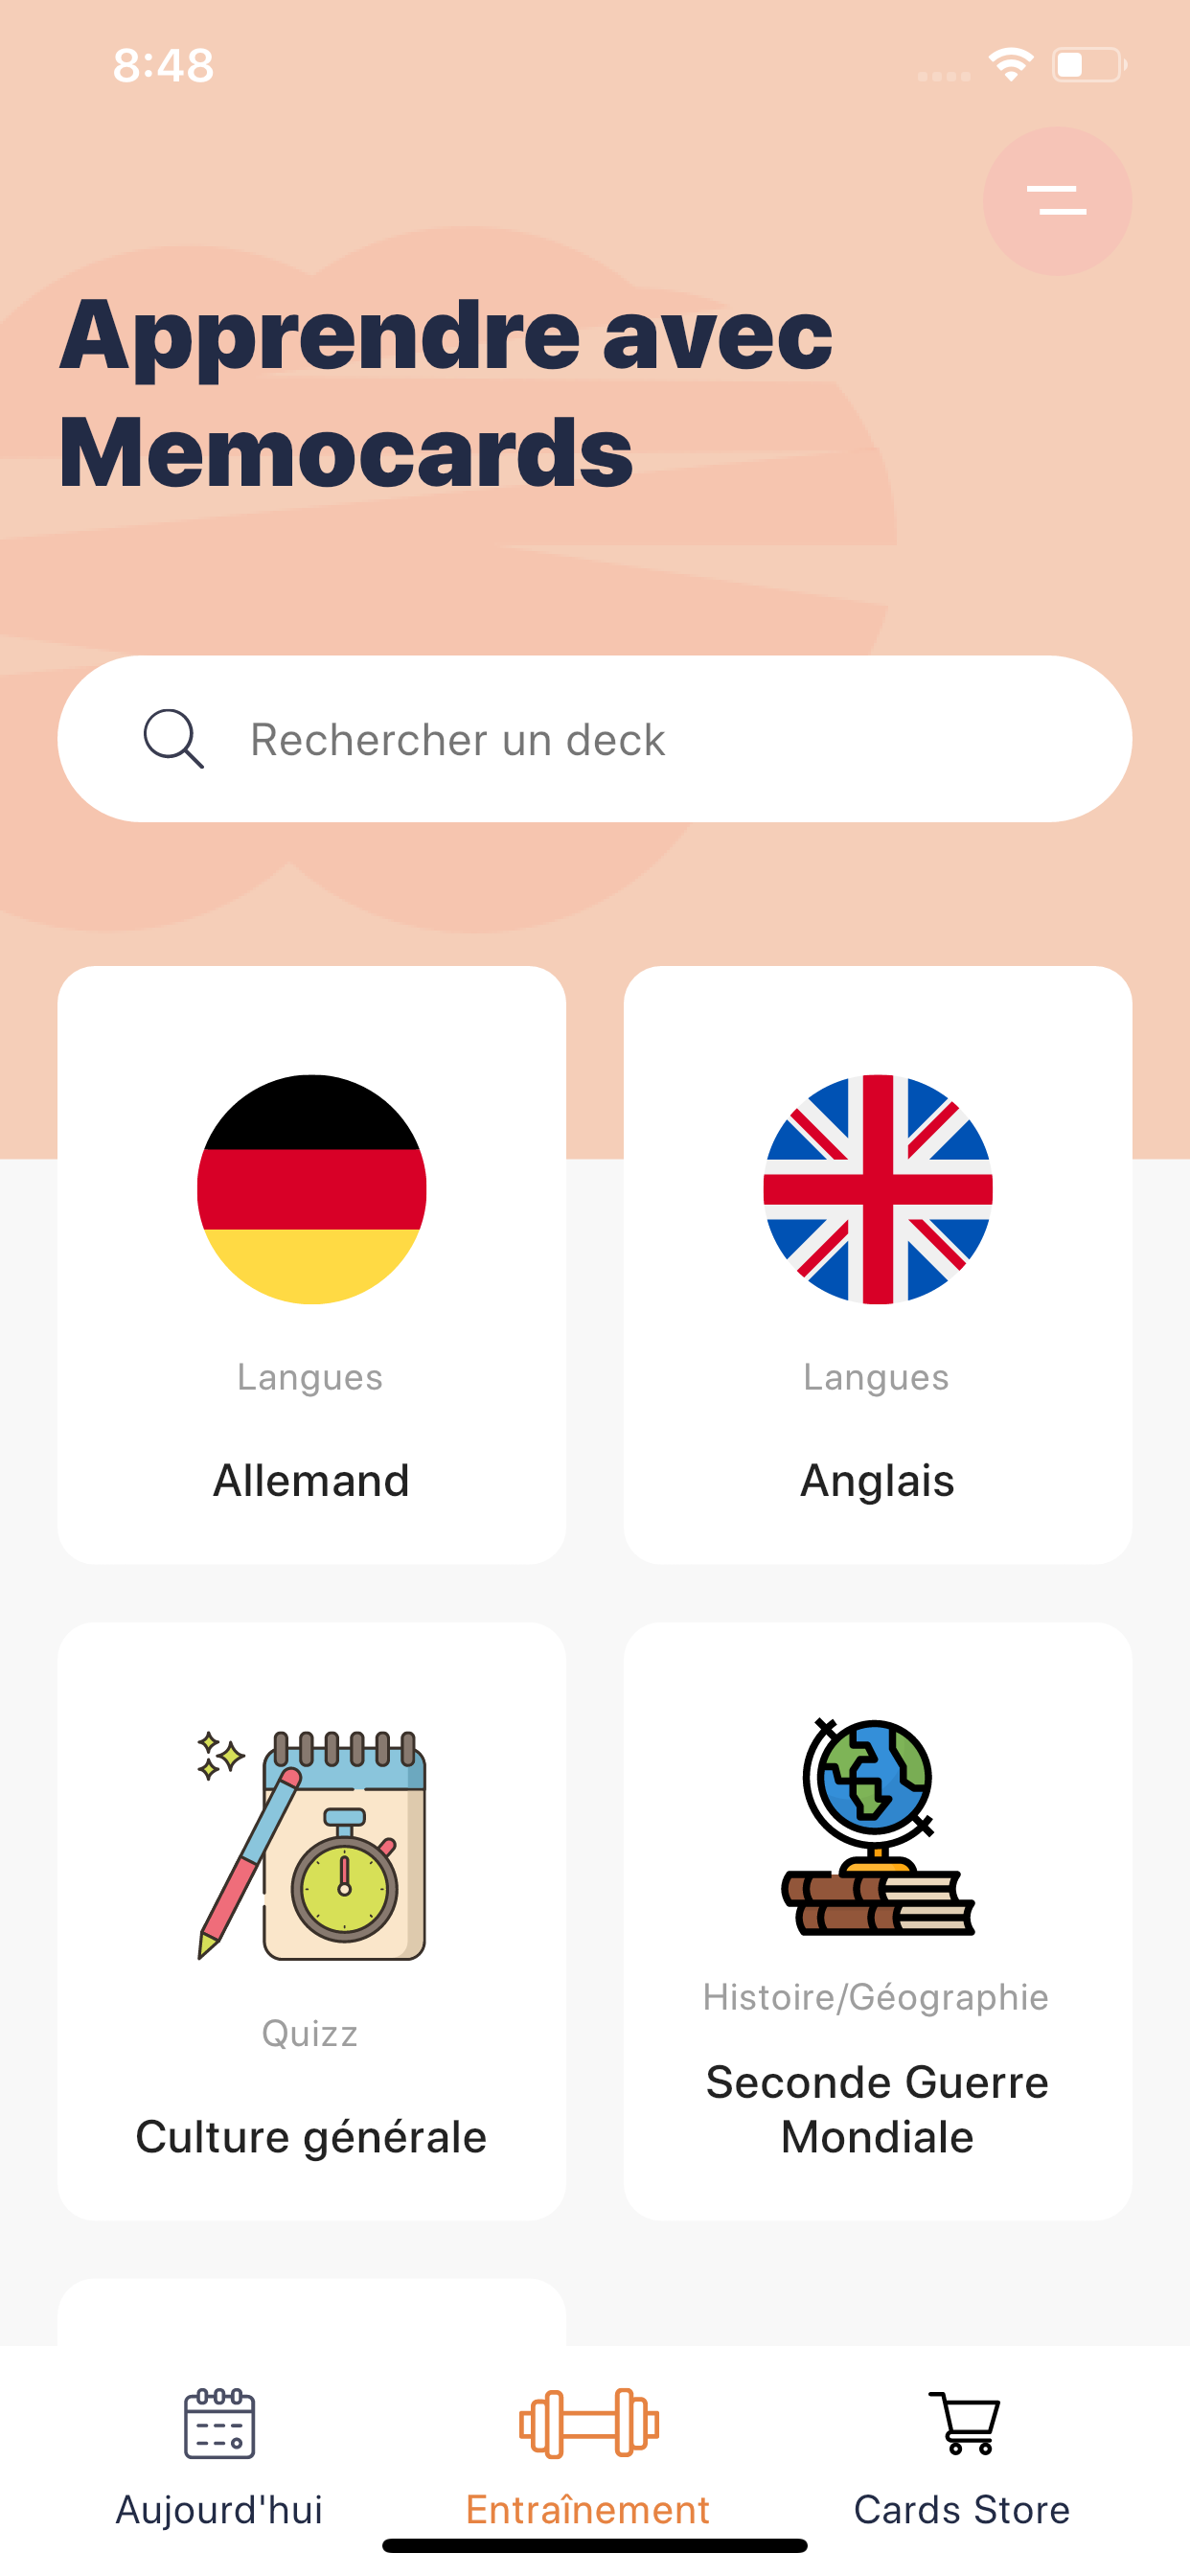 8:48
Apprendre avec
Memocards
Rechercher un deck
Langues
Allemand
Langues
Anglais
Quizz
Culture générale
Histoire/Géographie
Seconde Guerre
Mondiale
Aujourd'hui
Entraînement
Cards Store